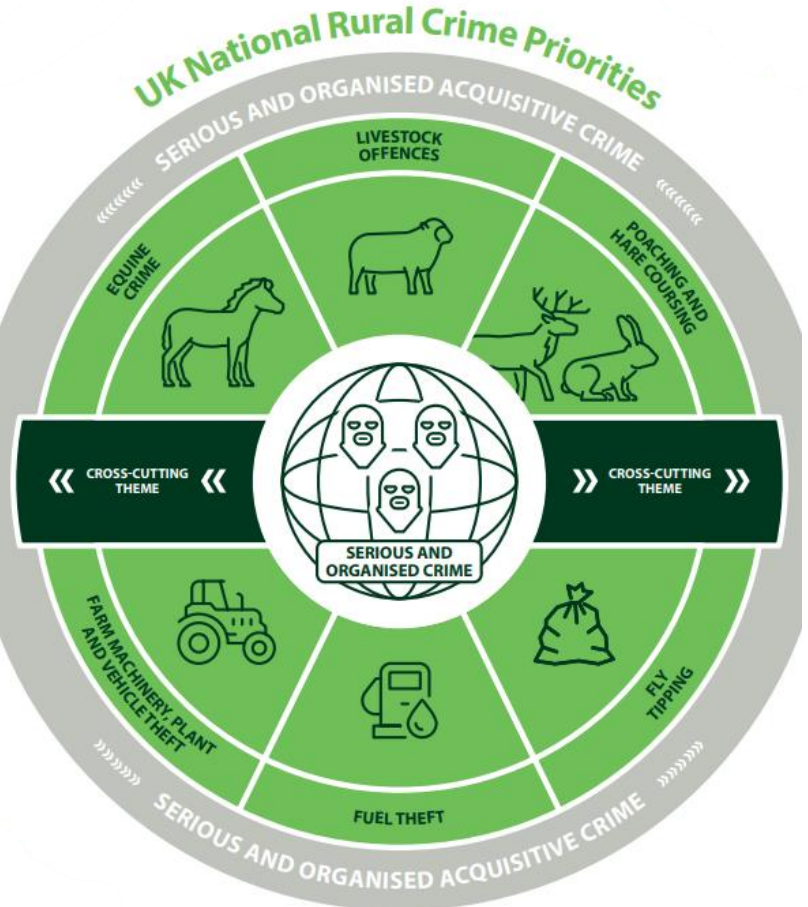 UK National Rural Crime Priorities
SERIOUS AND ORGANISED ACQUISITIVE CRIME
LIVESTOCK
OFFENCES
EQUINE
CRIME
POACHING AND
HARE COURSING
CROSS-CUTTING
THEME
CROSS-CUTTING
THEME
SERIOUS AND
ORGANISED CRIME
FARM MACHINERY, PLANT
AND VEHICLE THEFT
FLY
TIPPING
FUEL THEFT
SERIOUS AND ORGANISED ACQUISITIVE CRIME